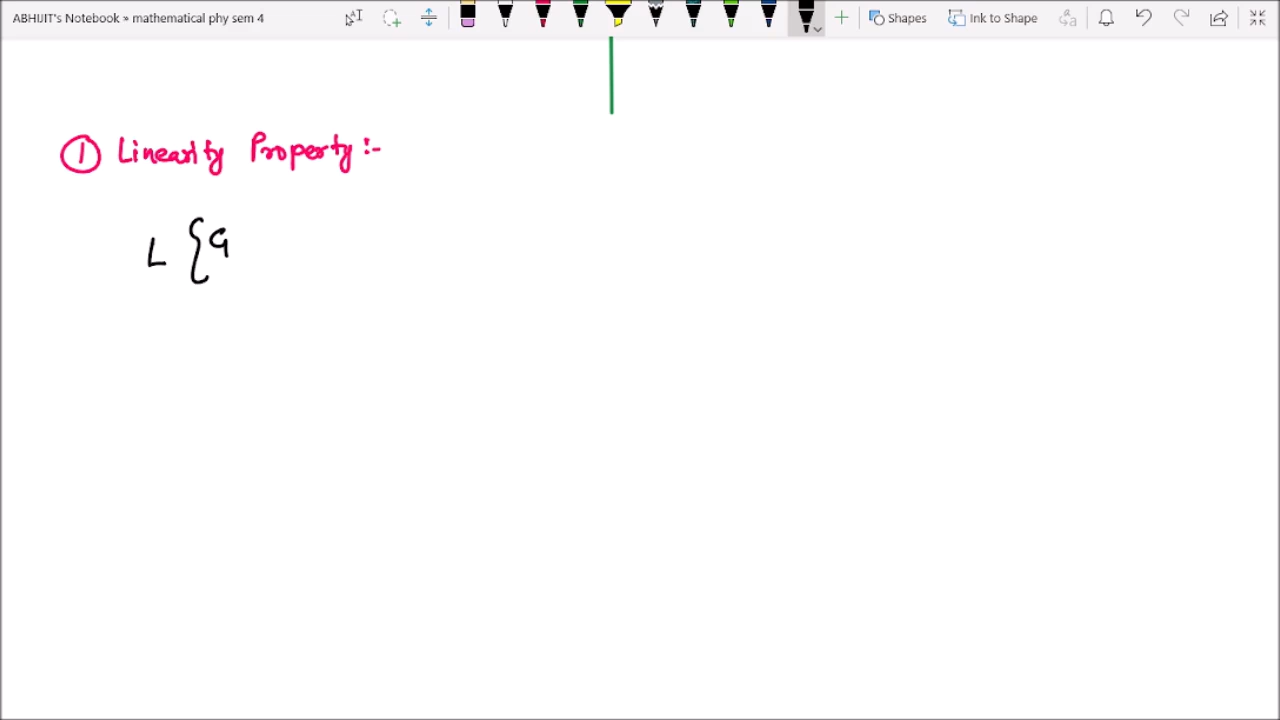 ABHIJIT's Notebook » mathematical phy sem 4
Shapes
Ink to Shape
① Linearity Property :-
L {a